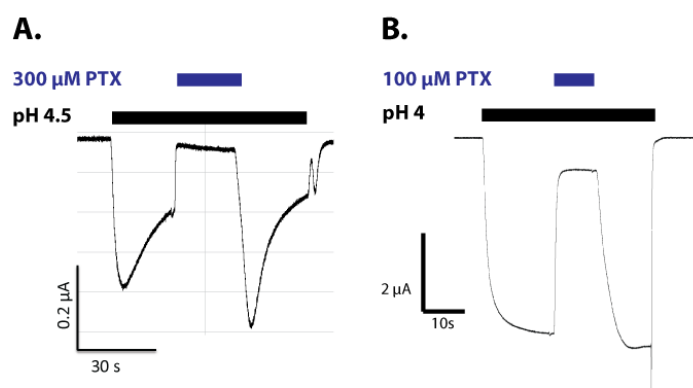 A.
300 µM PTX
pH 4.5
0.2 µA
30 s
B.
100 µM PTX
pH 4
2 µA
10s